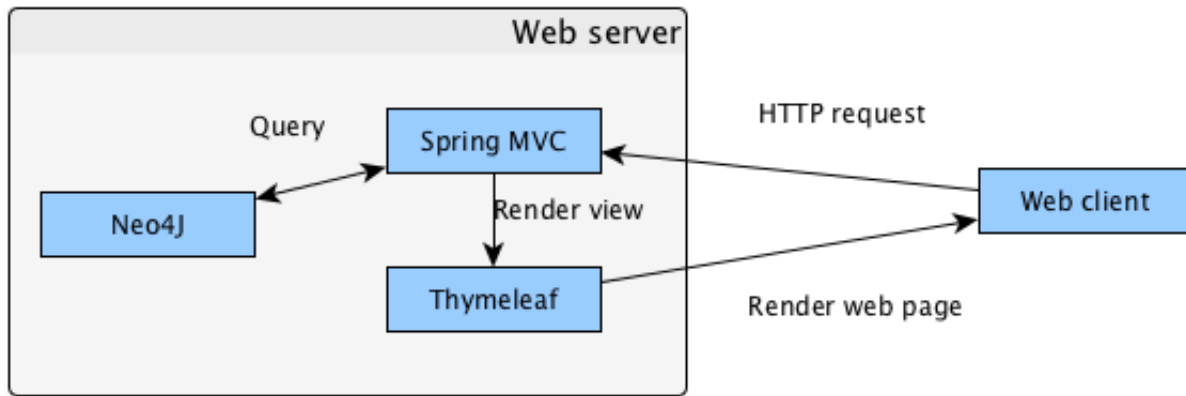 Web server
HTTP request
Query
Spring MVC
Web client
Render view
Neo4J
Thymeleaf
Render web page